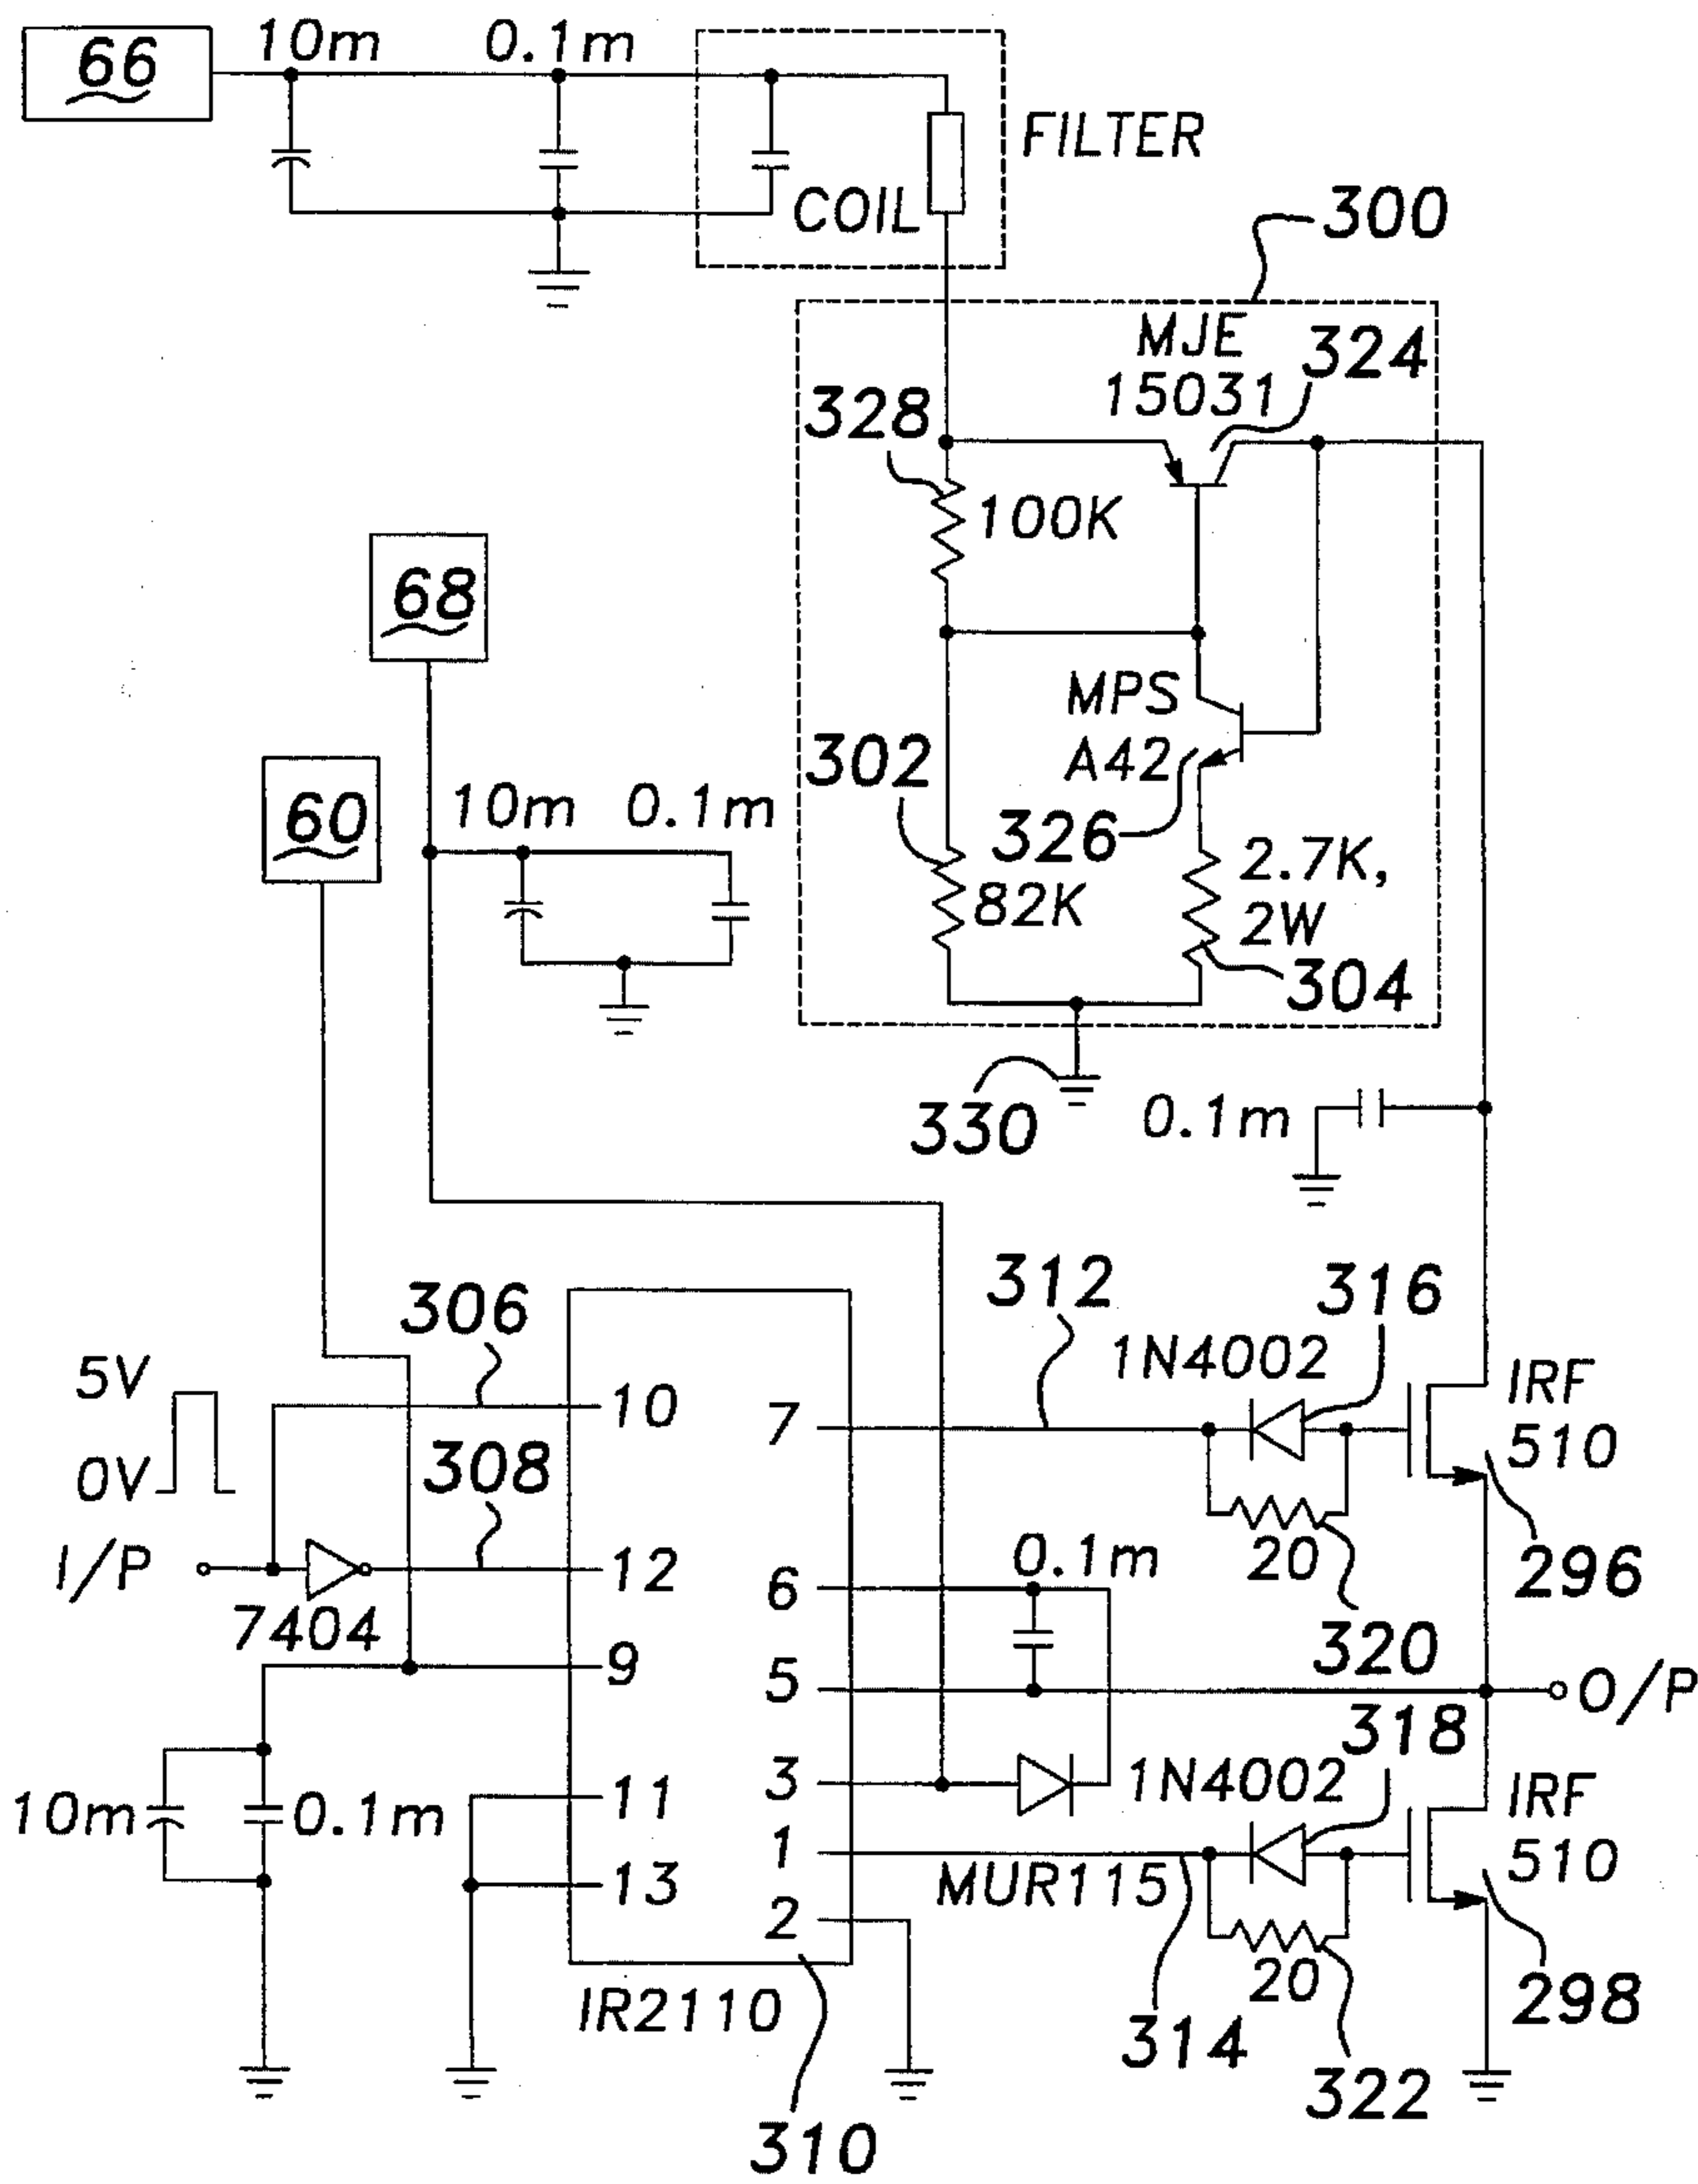 66
10m
0.1m
FILTER
COIL
300
MJE
15031
324
328
100K
68
MPS
A42
302
326
60
10m
0.1m
82K
2.7K,
2W
304
330
0.1m
306
312
316
1N4002
IRF
510
5V
0V
10
7
308
I/P
12
7404
0.1m
20
296
6
320
9
5
O/P
318
3
1N4002
IRF
510
10m
0.1m
11
1
13
MUR115
2
20
298
IR2110
314
322
310